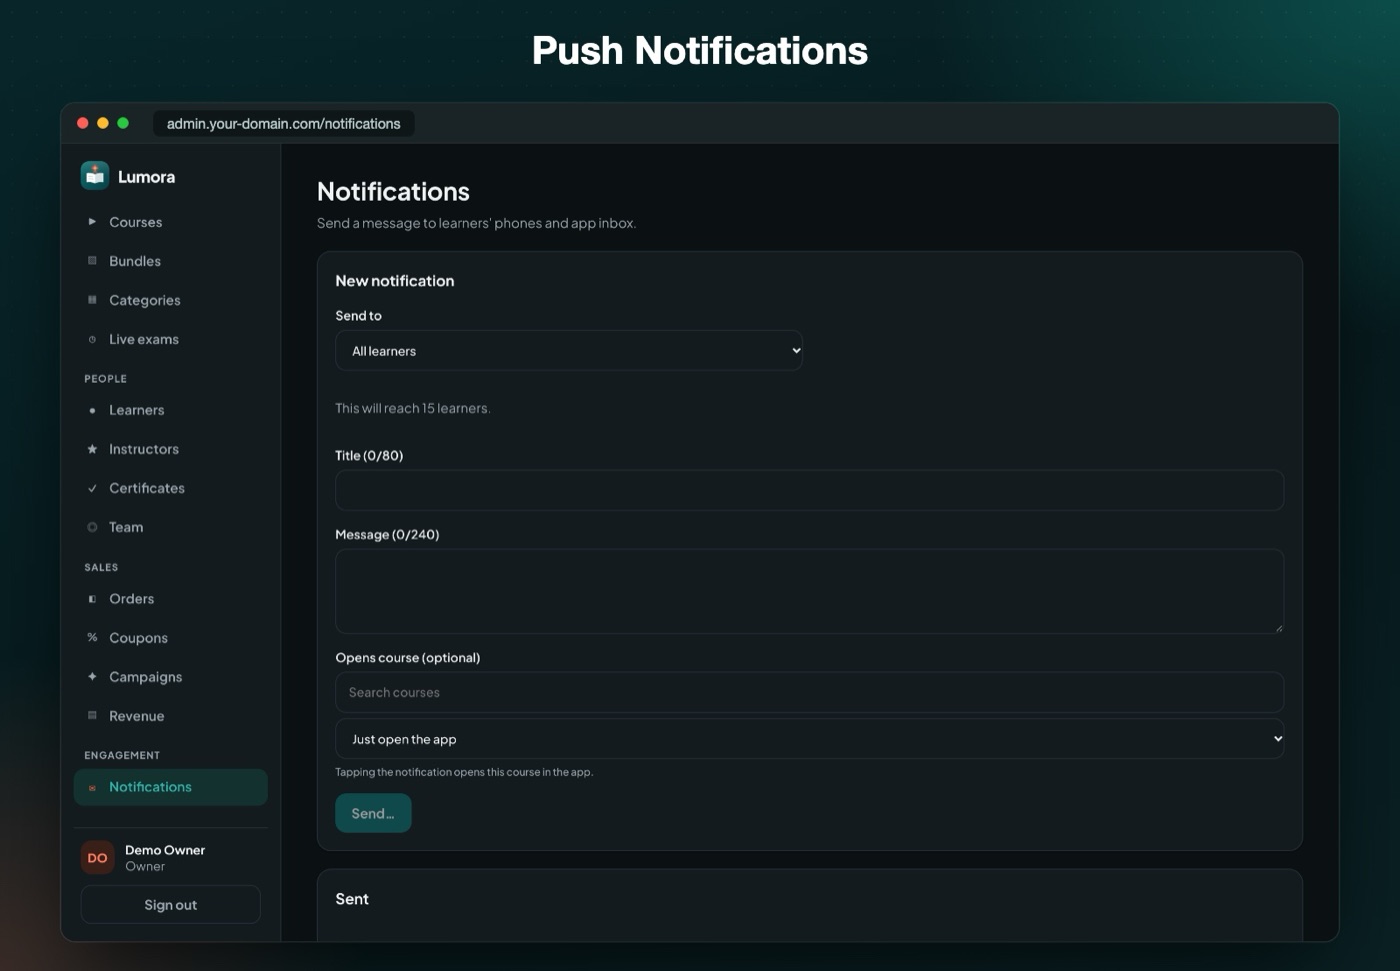 Push Notifications
admin.your-domain.com/notifications
Lumora
Courses
Bundles
Categories
Live exams
PEOPLE
Learners
Instructors
Certificates
Team
SALES
Orders
% Coupons
Campaigns
Revenue
ENGAGEMENT
Notifications
DO
Demo Owner
Owner
Sign out
Notifications
Send a message to learners' phones and app inbox.
New notification
Send to
All learners
This will reach 15 learners.
Title (0/80)
Message (0/240)
Opens course (optional)
Search courses
Just open the app
Tapping the notification opens this course in the app.
Send…
Sent